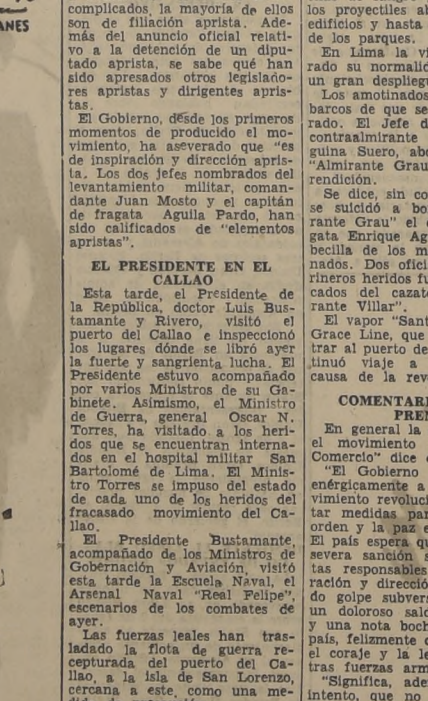 ANES
complicados, la mayoría de ellos
son de filiación aprista. Ade-
más del anuncio oficial relati-
vo a la detención de un dipu-
tado aprista, se sabe qué han
sido apresados otros legislado-
res apristas y dirigentes apris-
tas.
El Gobierno, desde los primeros
momentos de producido el mo-
vimiento, ha aseverado que "es
de inspiración y dirección apris-
ta. Los dos jefes nombrados del
levantamiento militar, coman-
dante Juan Mosto y el capitán
de fragata Aguila Pardo, han
sido calificados de "elementos
apristas".
EL PRESIDENTE EN EL
CALLAO
Esta tarde, el Presidente de
la República, doctor Luis Bus-
tamante y Rivero, visitó el
puerto del Callao e inspeccionó
los lugares dónde se libró ayer
la fuerte y sangrienta lucha. El
Presidente estuvo acompañado
por varios Ministros de su Ga-
binete. Asimismo, el Ministro
de Guerra, general Oscar N.
Torres, ha visitado a los heri-
dos que se encuentran interna-
dos en el hospital militar San
Bartolomé de Lima. El Minis-
tro Torres se impuso del estado
de cada uno de los heridos del
fracasado movimiento del Ca-
llao.
El Presidente Bustamante,
acompañado de los Ministros de
Gobernación y Aviación, visitó
esta tarde la Escuela Naval, el
Arsenal Naval "Real Felipe",
escenarios de los combates de
ayer.
Las fuerzas leales han tras-
ladado la flota de guerra re-
cepturada del puerto del Ca-
llao, a la isla de San Lorenzo,
cercana a este, como una me-
los proyectiles ab
edificios y hasta
de los parques.
En Lima la vi
rado su normalid
un gran desplieg
Los amotinados
barcos de que se
rado. El Jefe d
contraalmirante
guina Suero, abo
"Almirante Grau
rendición.
Se dice, sin co
se suicidó a bo
rante Grau" el
gata Enrique Ag
becilla de los m
nados. Dos ofici
rineros heridos fu
cados del cazat
rante Villar".
El vapor "Sant
Grace Line, que
trar al puerto de
tinuó viaje a
causa de la rev
COMENTARI
PREN
En general la
el movimiento
Comercio" dice
"El Gobierno
enérgicamente a
vimiento revoluci
tar medidas par
orden y la paz e
El país espera qu
severa sanción s
tas responsables
ración y direcció
do golpe subver
un doloroso sald
y una nota boch
país, felizmente c
el coraje y la le
tras fuerzas arm
"Significa, ade
intento, que no